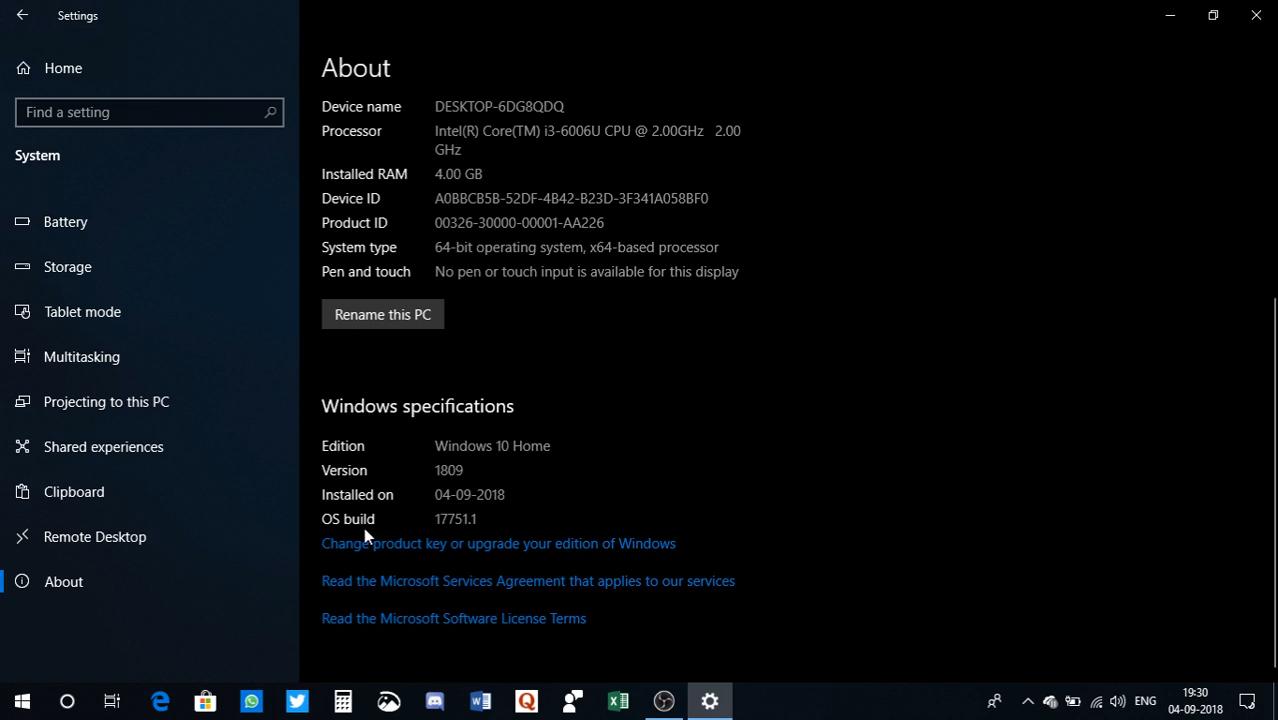 Settings
Home
Find a setting
System
Battery
Storage
Tablet mode
Multitasking
Projecting to this PC
Shared experiences
Clipboard
Remote Desktop
About
About
Device name DESKTOP-6DG8QDQ
Processor Intel(R) Core(TM) i3-6006U CPU @ 2.00GHz 2.00
GHz
Installed RAM 4.00 GB
Device ID A0BBCB5B-52DF-4B42-B23D-3F341A058BF0
Product ID 00326-30000-00001-AA226
System type 64-bit operating system, x64-based processor
Pen and touch No pen or touch input is available for this display
Rename this PC
Windows specifications
Edition Windows 10 Home
Version 1809
Installed on 04-09-2018
OS build 17751.1
Change product key or upgrade your edition of Windows
Read the Microsoft Services Agreement that applies to our services
Read the Microsoft Software License Terms
ENG
19:30
04-09-2018